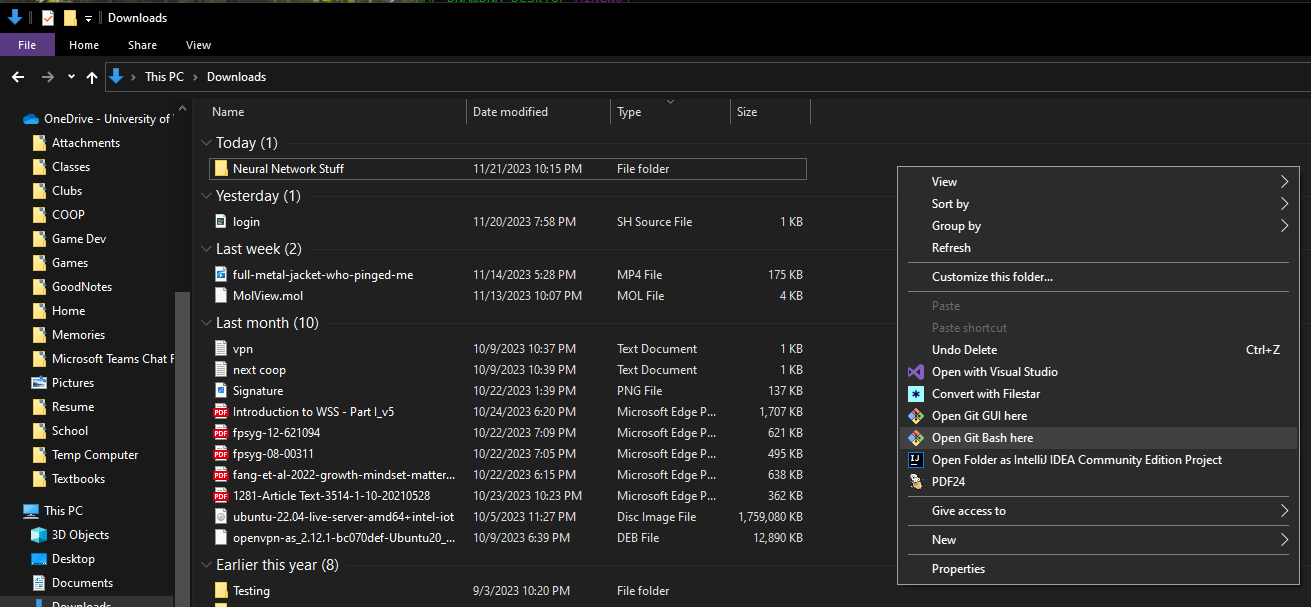 Downloads
File Home Share View
This PC Downloads
OneDrive - University of
Attachments
Classes
Clubs
COOP
Game Dev
Games
GoodNotes
Home
Memories
Microsoft Teams Chat F
Pictures
Resume
School
Temp Computer
Textbooks
This PC
3D Objects
Desktop
Documents
Downloads
Name Date modified Type Size
Today (1)
Neural Network Stuff 11/21/2023 10:15 PM File folder
Yesterday (1)
login 11/20/2023 7:58 PM SH Source File 1 KB
Last week (2)
full-metal-jacket-who-pinged-me 11/14/2023 5:28 PM MP4 File 175 KB
MolView.mol 11/13/2023 10:07 PM MOL File 4 KB
Last month (10)
vpn 10/9/2023 10:37 PM Text Document 1 KB
next coop 10/9/2023 10:39 PM Text Document 1 KB
Signature 10/22/2023 1:39 PM PNG File 137 KB
PDF Introduction to WSS - Part I_v5 10/24/2023 6:20 PM Microsoft Edge P... 1,707 KB
PDF fpsyg-12-621094 10/22/2023 7:09 PM Microsoft Edge P... 621 KB
PDF fpsyg-08-00311 10/22/2023 7:05 PM Microsoft Edge P... 495 KB
PDF fang-et-al-2022-growth-mindset-matter... 10/22/2023 6:15 PM Microsoft Edge P... 638 KB
PDF 1281-Article Text-3514-1-10-20210528 10/23/2023 10:23 PM Microsoft Edge P... 362 KB
ubuntu-22.04-live-server-amd64+intel-iot 10/5/2023 11:27 PM Disc Image File 1,759,080 KB
openvpn-as_2.12.1-bc070def-Ubuntu20_... 10/9/2023 6:39 PM DEB File 12,890 KB
Earlier this year (8)
Testing 9/3/2023 10:20 PM File folder
View
Sort by
Group by
Refresh
Customize this folder...
Paste
Paste shortcut
Undo Delete Ctrl+Z
Open with Visual Studio
Convert with Filestar
Open Git GUI here
Open Git Bash here
IJ Open Folder as IntelliJ IDEA Community Edition Project
PDF24
Give access to
New
Properties